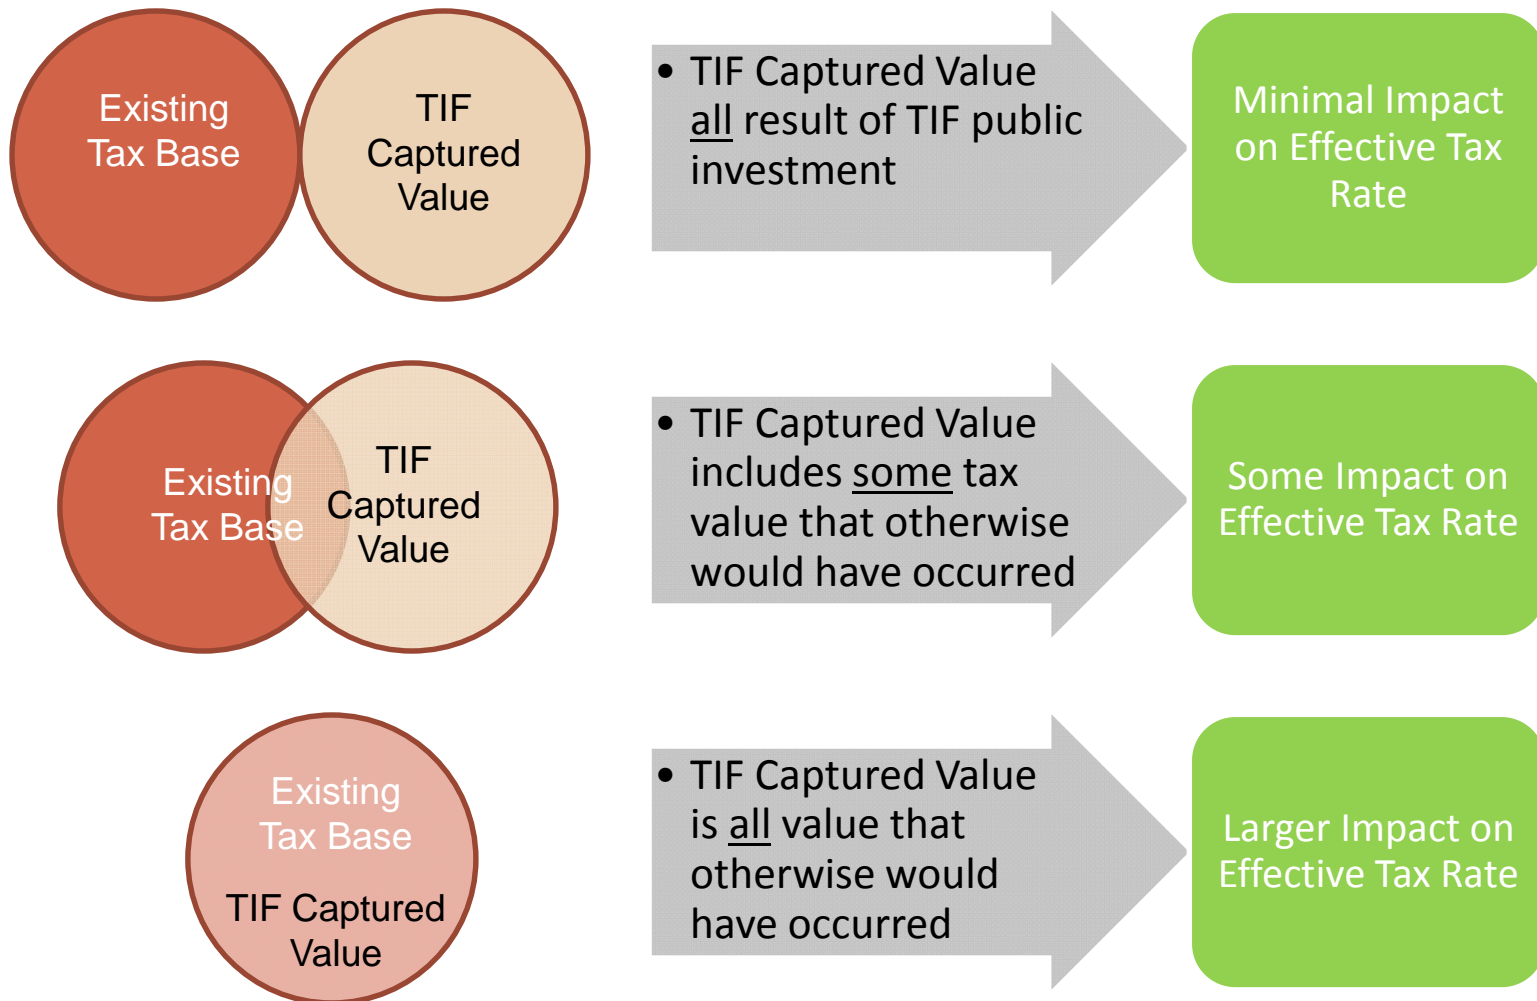 Existing
Tax Base
TIF
Captured
Value
• TIF Captured Value
all result of TIF public
investment
Minimal Impact
on Effective Tax
Rate
Existing
Tax Base
TIF
Captured
Value
• TIF Captured Value
includes some tax
value that otherwise
would have occurred
Some Impact on
Effective Tax Rate
Existing
Tax Base
TIF Captured
Value
• TIF Captured Value
is all value that
otherwise would
have occurred
Larger Impact on
Effective Tax Rate